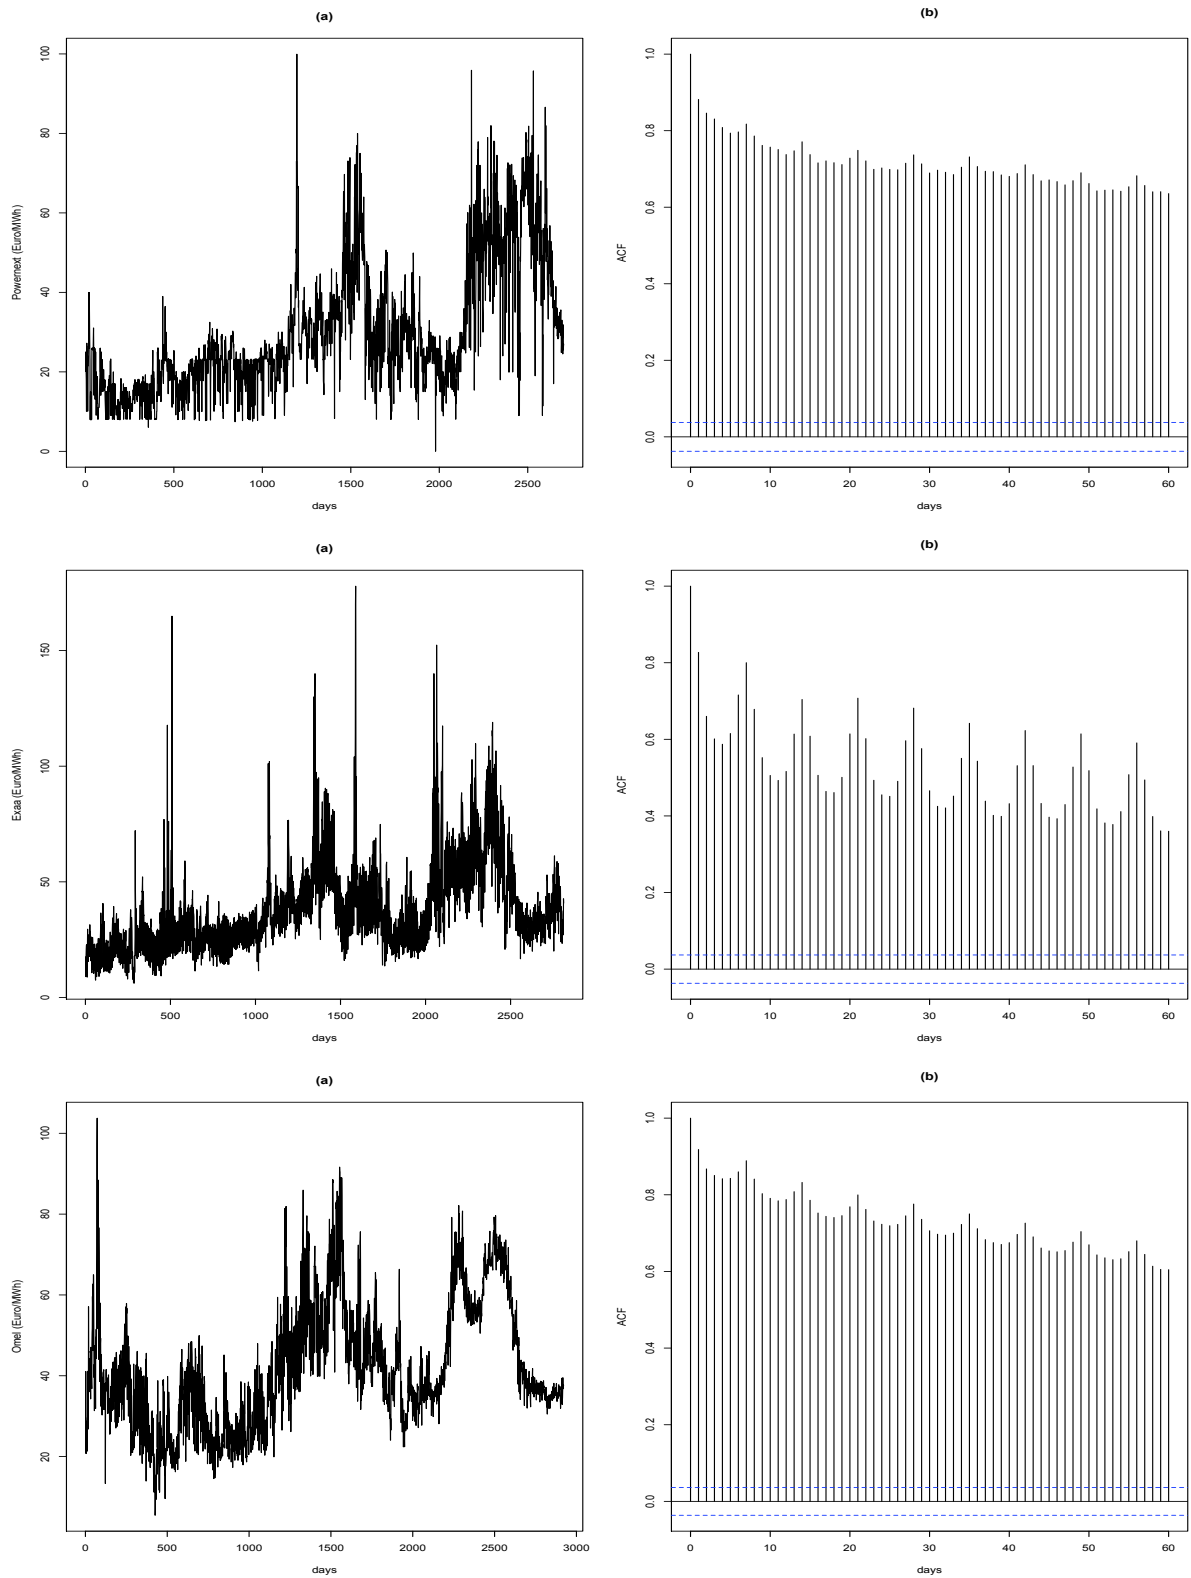 (a)
Powernext (Euro/MWh)
0 20 40 60 80 100
0 500 1000 1500 2000 2500
days
(b)
ACF
0.0 0.2 0.4 0.6 0.8 1.0
0 10 20 30 40 50 60
days
(a)
Exaa (Euro/MWh)
0 50 100 150
0 500 1000 1500 2000 2500
days
(b)
ACF
0.0 0.2 0.4 0.6 0.8 1.0
0 10 20 30 40 50 60
days
(a)
Omel (Euro/MWh)
20 40 60 80 100
0 500 1000 1500 2000 2500 3000
days
(b)
ACF
0.0 0.2 0.4 0.6 0.8 1.0
0 10 20 30 40 50 60
days